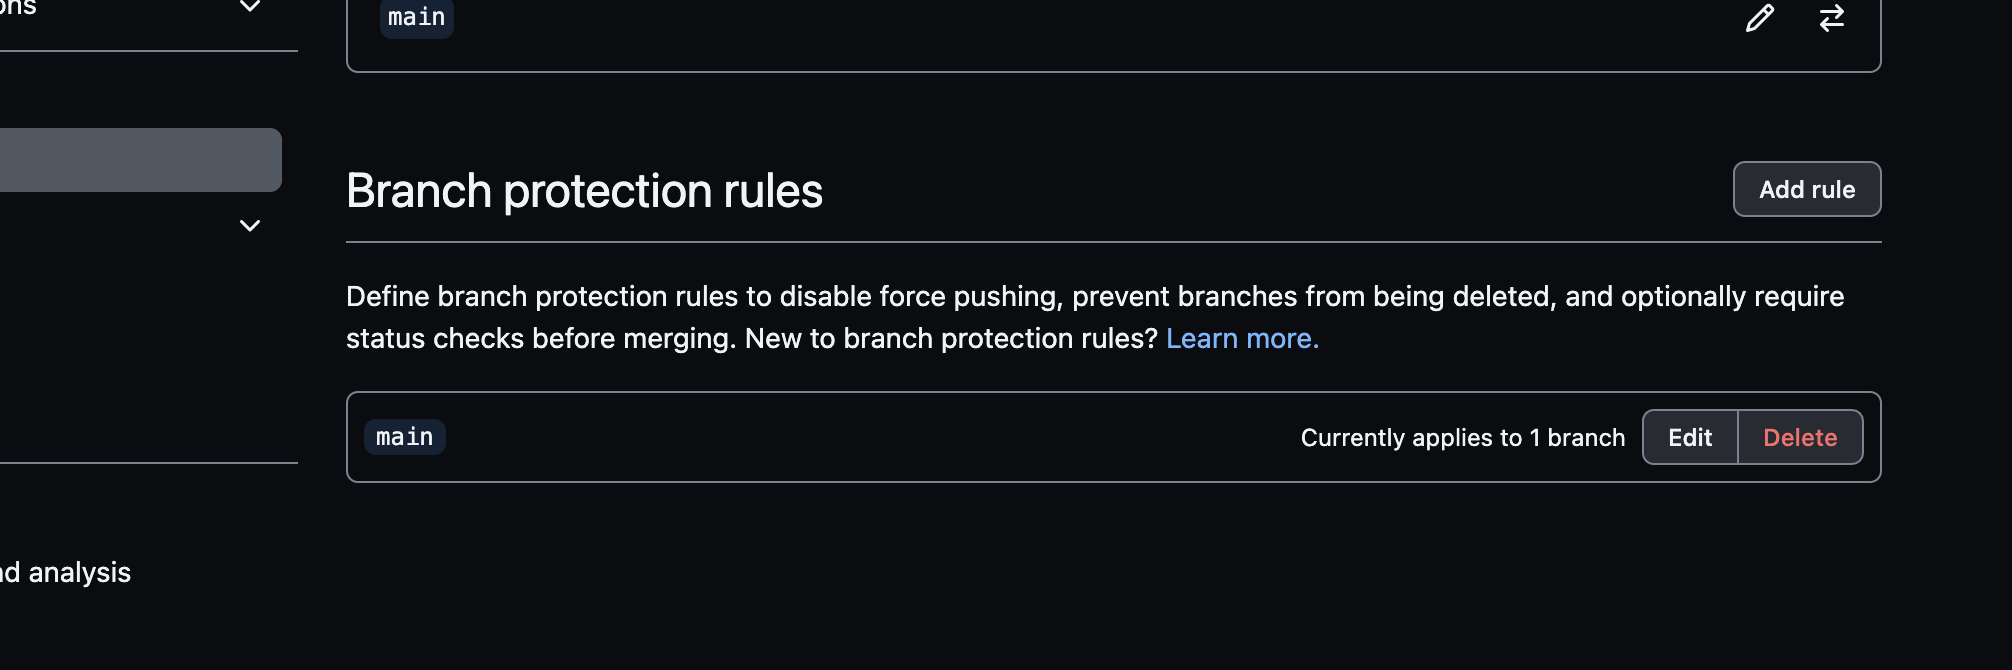 ons
main
Branch protection rules
Add rule
Define branch protection rules to disable force pushing, prevent branches from being deleted, and optionally require
status checks before merging. New to branch protection rules? Learn more.
main
Currently applies to 1 branch
Edit
Delete
nd analysis